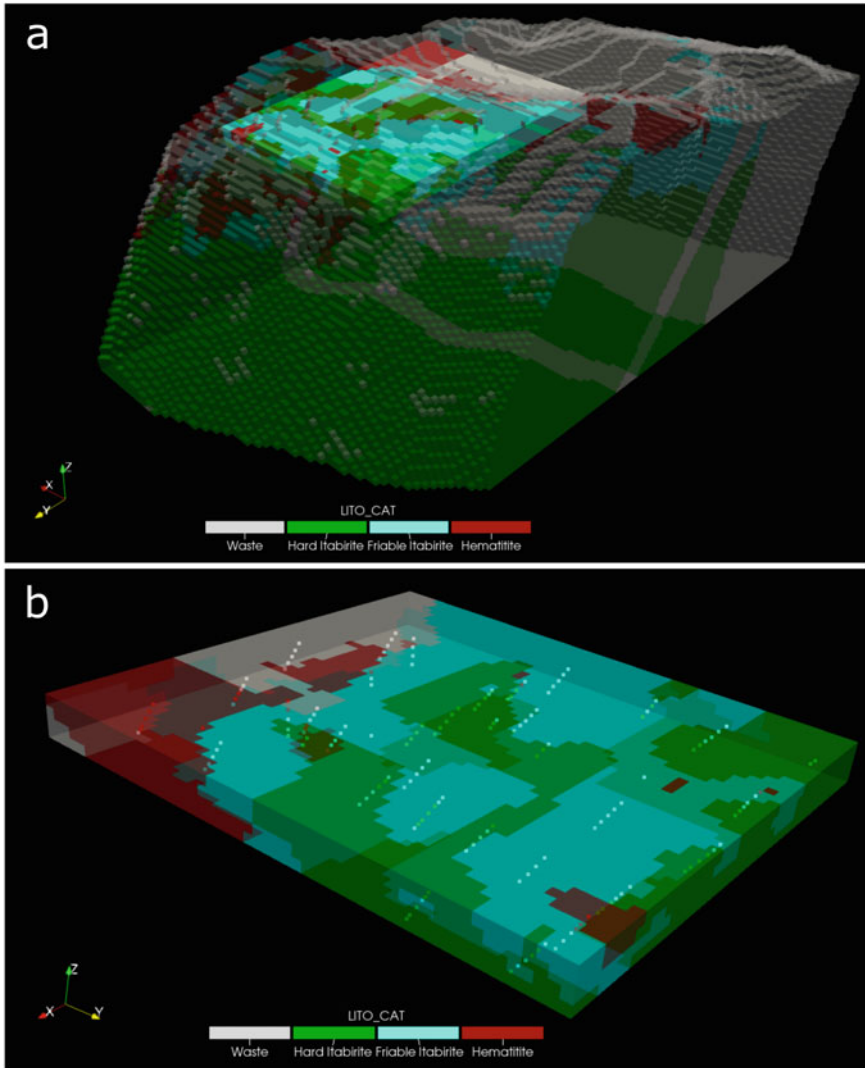 a
Z
X
Y
LITO_CAT
Waste Hard Itabirite Friable Itabirite Hematitite
b
Z
X Y
LITO_CAT
Waste Hard Itabirite Friable Itabirite Hematitite